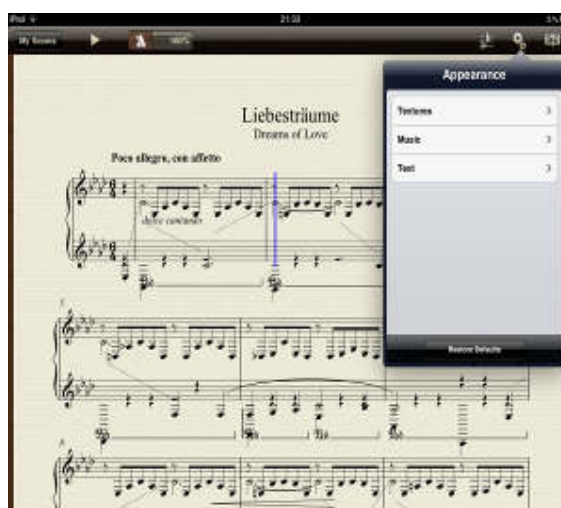 iPad 21:33
My Scores 100%
Appearance
Textures
Music
Text
Restore Defaults
Liebesträume
Dreams of Love
Poco allegro, con affetto
dolce cantando